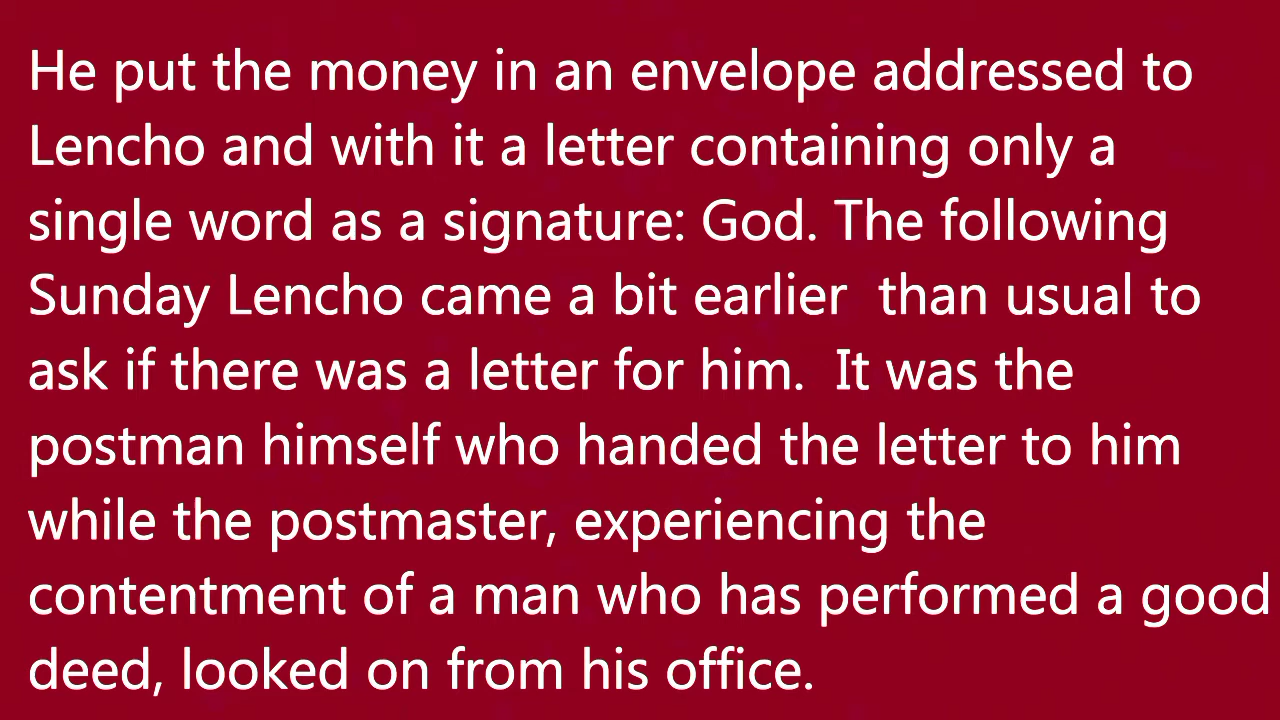 He put the money in an envelope addressed to
Lencho and with it a letter containing only a
single word as a signature: God. The following
Sunday Lencho came a bit earlier  than usual to
ask if there was a letter for him.  It was the
postman himself who handed the letter to him
while the postmaster, experiencing the
contentment of a man who has performed a good
deed, looked on from his office.